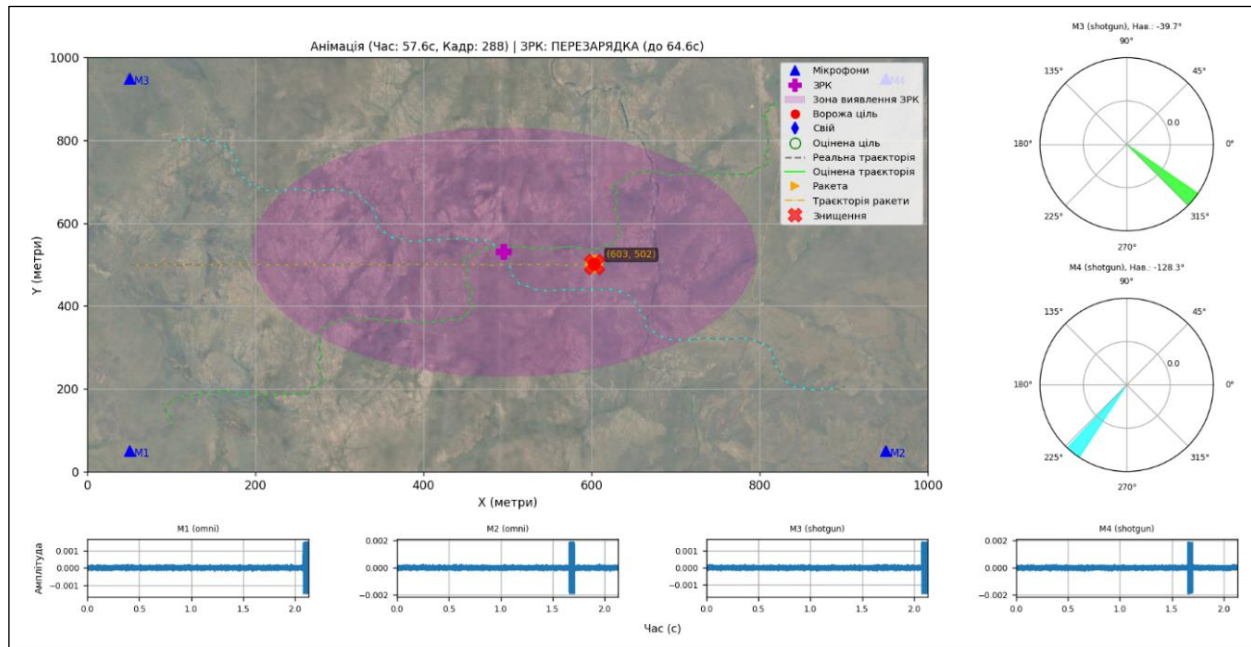 Анімація (Час: 57.6с, Кадр: 288) | ЗРК: ПЕРЕЗАРЯДКА (до 64.6с)
1000
800
600
400
200
0
Y (метри)
M3
M4
M1
M2
(603, 502)
Мікрофони
ЗРК
Зона виявлення ЗРК
Ворожа ціль
Свій
Оцінена ціль
Реальна траєкторія
Оцінена траєкторія
Ракета
Траєкторія ракети
Знищення
0
200
400
600
800
1000
X (метри)
M3 (shotgun), Нав.: -39.7°
90°
135°
45°
0.0
180°
0°
225°
315°
270°
M4 (shotgun), Нав.: -128.3°
90°
135°
45°
0.0
180°
0°
225°
315°
270°
M1 (omni)
Амплітуда
0.001
0.000
−0.001
0.0
0.5
1.0
1.5
2.0
M2 (omni)
0.002
0.000
−0.002
0.0
0.5
1.0
1.5
2.0
M3 (shotgun)
0.001
0.000
−0.001
0.0
0.5
1.0
1.5
2.0
M4 (shotgun)
0.002
0.000
−0.002
0.0
0.5
1.0
1.5
2.0
Час (с)